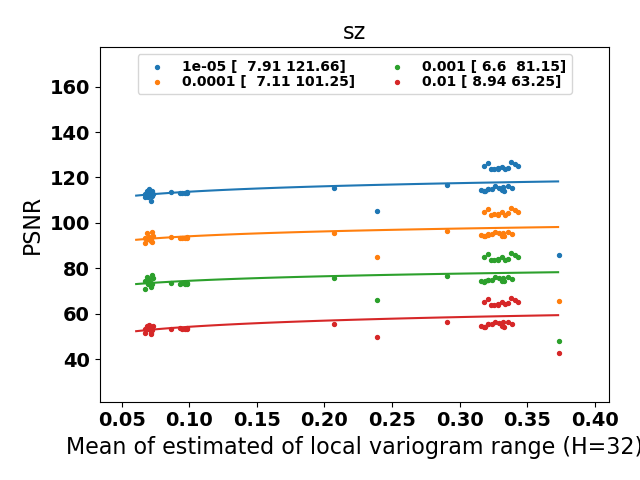 sz
1e-05 [  7.91 121.66]
0.0001 [  7.11 101.25]
0.001 [ 6.6  81.15]
0.01 [ 8.94 63.25]
PSNR
160
140
120
100
80
60
40
0.05 0.10 0.15 0.20 0.25 0.30 0.35 0.40
Mean of estimated of local variogram range (H=32)